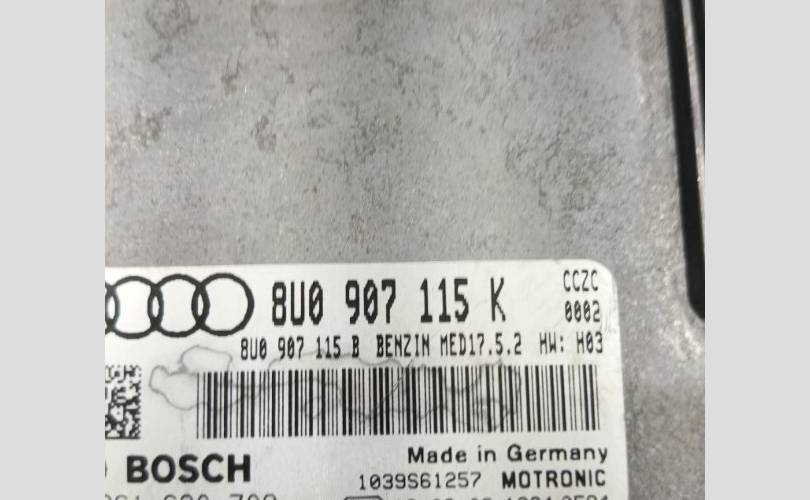 8U0 907 115 K
CCZC
0002
8U0 907 115 B BENZIN MED17.5.2 HW: H03
Made in Germany
BOSCH
1039S61257 MOTRONIC